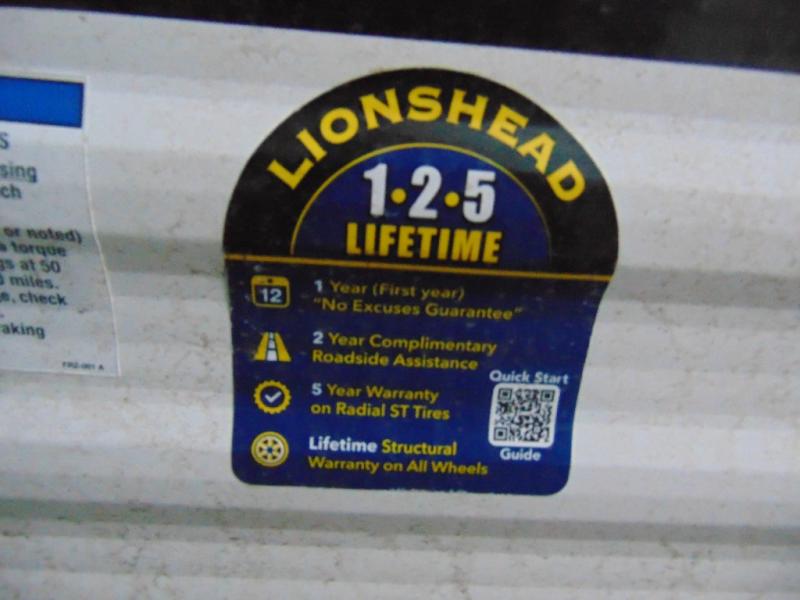 S
sing
ch
or noted)
torque
gs at 50
miles.
e, check
raking
LIONSHEAD
1•2•5
LIFETIME
12
1 Year (First year)
"No Excuses Guarantee"
2 Year Complimentary
Roadside Assistance
5 Year Warranty
on Radial ST Tires
Lifetime Structural
Warranty on All Wheels
Quick Start
Guide